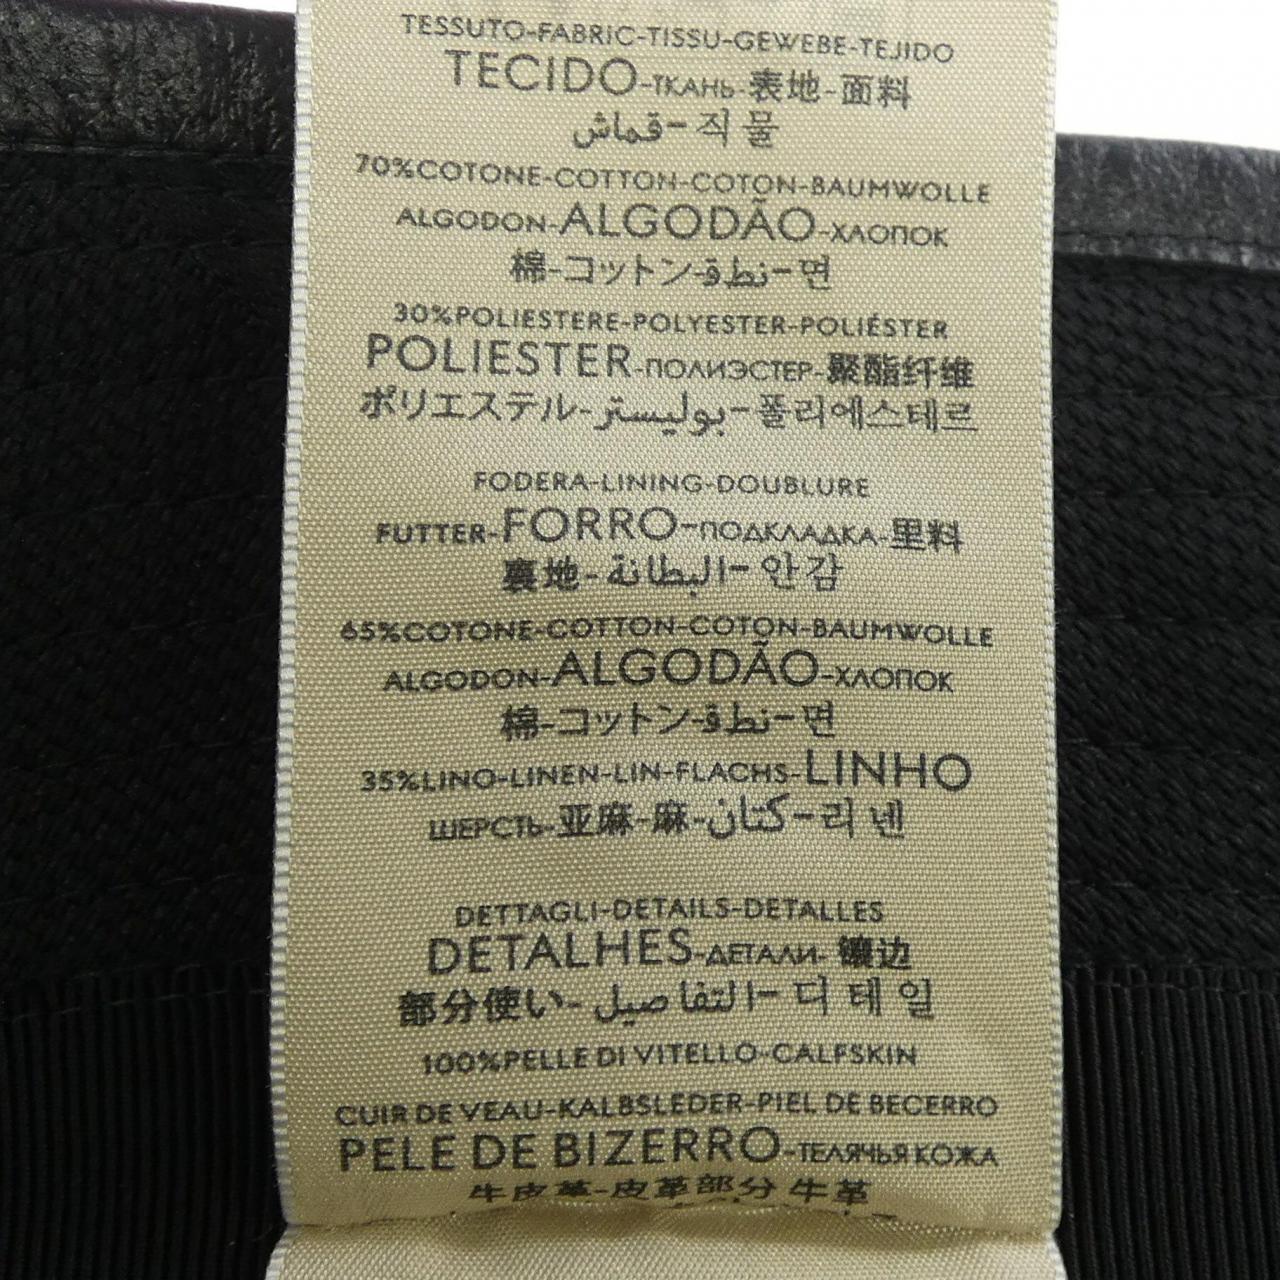 TESSUTO-FABRIC-TISSU-GEWEBE-TEJIDO
TECIDO-ТКАНЬ-表地-面料
قماش-직물
70%COTONE-COTTON-COTON-BAUMWOLLE
ALGODON-ALGODÃO-ХЛОПОК
棉-コットン-نطق-면
30%POLIESTERE-POLYESTER-POLIÉSTER
POLIESTER-ПОЛИЭСТЕР-聚酯纤维
ポリエステル-بوليستر-폴리에스테르
FODERA-LINING-DOUBLURE
FUTTER-FORRO-ПОДКЛАДКА-里料
裏地-البطانة-안감
65%COTONE-COTTON-COTON-BAUMWOLLE
ALGODON-ALGODÃO-ХЛОПОК
棉-コットン-نطق-면
35%LINO-LINEN-LIN-FLACHS-LINHO
ШЕРСТЬ-亚麻-麻-كتان-리넨
DETTAGLI-DETAILS-DETALLES
DETALHES-ДЕТАЛИ-镶边
部分使い-التفاصيل-디테일
100%PELLE DI VITELLO-CALFSKIN
CUIR DE VEAU-KALBSLEDER-PIEL DE BECERRO
PELE DE BIZERRO-ТЕЛЯЧЬЯ КОЖА
牛皮革-皮革部分 牛革